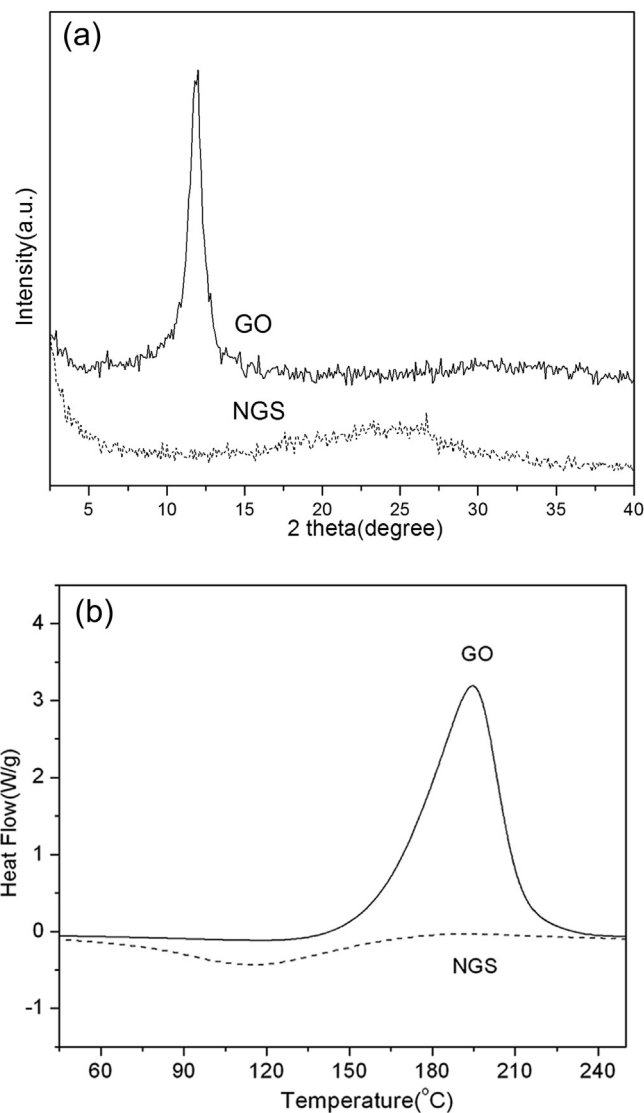 (a)
Intensity(a.u.)
GO
NGS
5 10 15 20 25 30 35 40
2 theta(degree)
(b)
Heat Flow(W/g)
4
3
2
1
0
-1
GO
NGS
60 90 120 150 180 210 240
Temperature(°C)